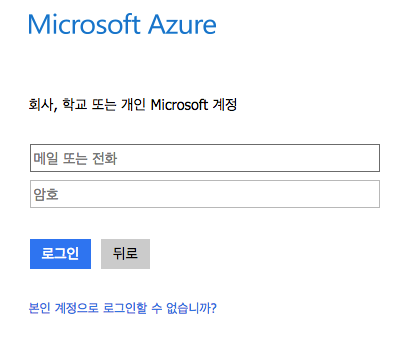 Microsoft Azure
회사, 학교 또는 개인 Microsoft 계정
메일 또는 전화
암호
로그인 뒤로
본인 계정으로 로그인할 수 없습니까?